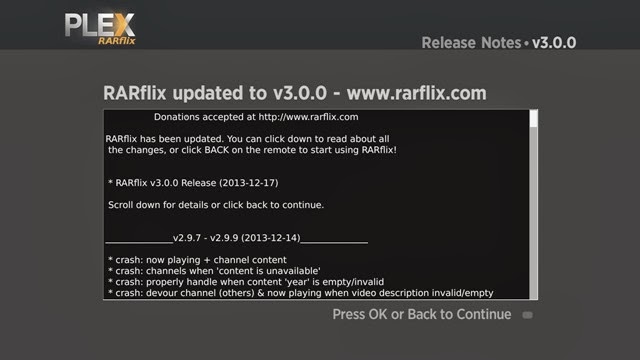 PLEX
RARflix
Release Notes • v3.0.0
RARflix updated to v3.0.0 - www.rarflix.com
Donations accepted at http://www.rarflix.com
RARflix has been updated. You can click down to read about all
the changes, or click BACK on the remote to start using RARflix!
* RARflix v3.0.0 Release (2013-12-17)
Scroll down for details or click back to continue.
_______________v2.9.7 - v2.9.9 (2013-12-14)_______________
* crash: now playing + channel content
* crash: channels when 'content is unavailable'
* crash: properly handle when content 'year' is empty/invalid
* crash: devour channel (others) & now playing when video description invalid/empty
Press OK or Back to Continue